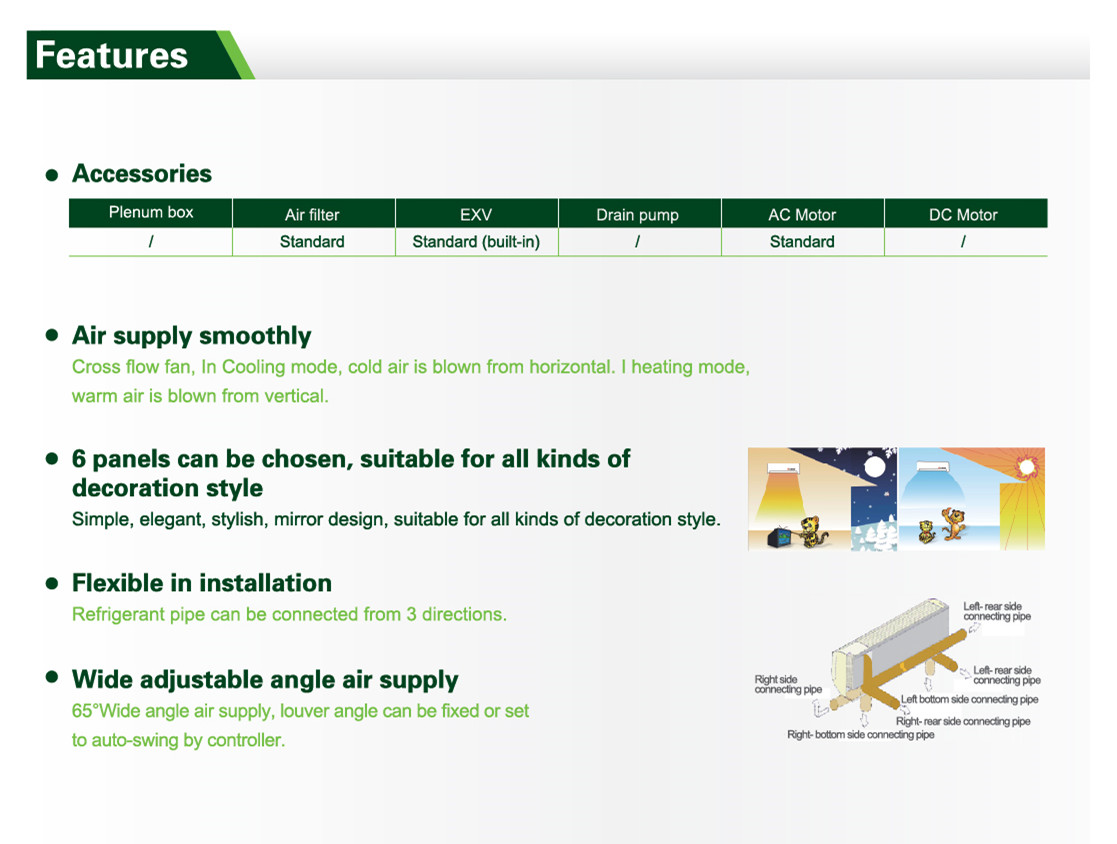 Features
Accessories
Plenum box Air filter EXV Drain pump AC Motor DC Motor
/ Standard Standard (built-in) / Standard /
Air supply smoothly
Cross flow fan, In Cooling mode, cold air is blown from horizontal. I heating mode,
warm air is blown from vertical.
6 panels can be chosen, suitable for all kinds of
decoration style
Simple, elegant, stylish, mirror design, suitable for all kinds of decoration style.
Flexible in installation
Refrigerant pipe can be connected from 3 directions.
Left- rear side
connecting pipe
Left- rear side
connecting pipe
Right side
connecting pipe
Left bottom side connecting pipe
Right- rear side connecting pipe
Right- bottom side connecting pipe
Wide adjustable angle air supply
65°Wide angle air supply, louver angle can be fixed or set
to auto-swing by controller.